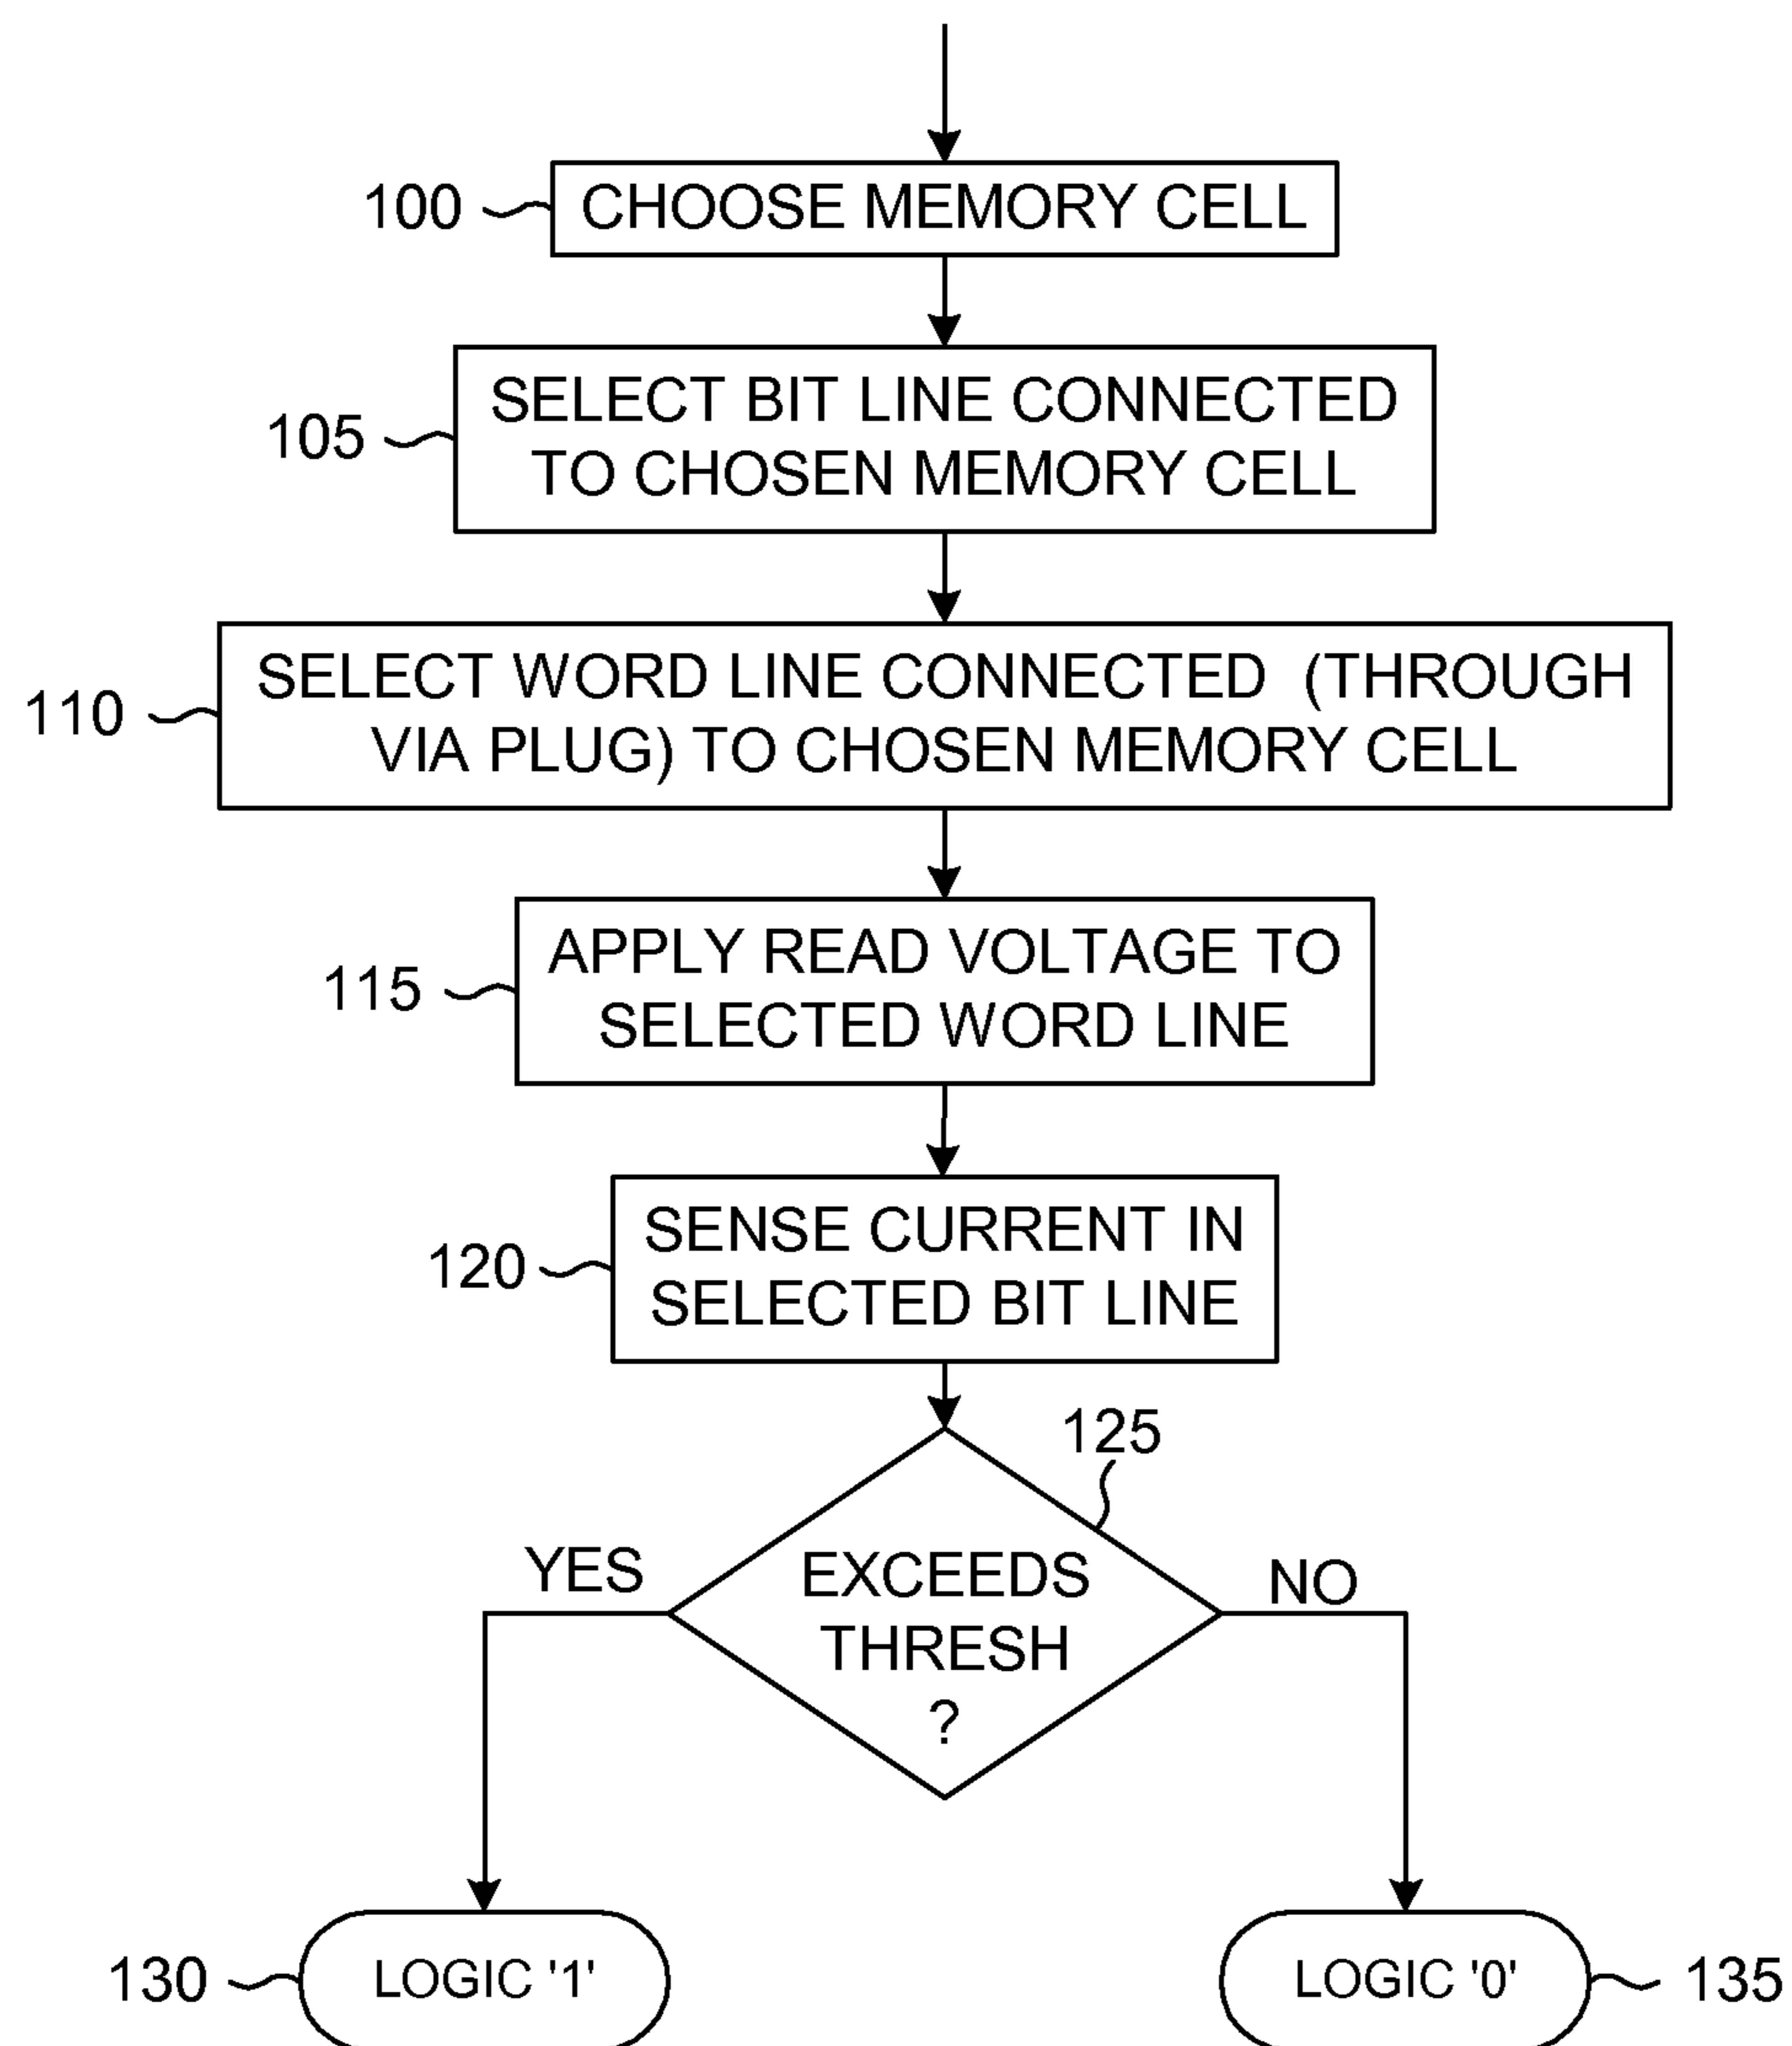 100 CHOOSE MEMORY CELL
105 SELECT BIT LINE CONNECTED
TO CHOSEN MEMORY CELL
110 SELECT WORD LINE CONNECTED (THROUGH
VIA PLUG) TO CHOSEN MEMORY CELL
115 APPLY READ VOLTAGE TO
SELECTED WORD LINE
120 SENSE CURRENT IN
SELECTED BIT LINE
125
YES EXCEEDS NO
THRESH
?
130 LOGIC '1' LOGIC '0' 135